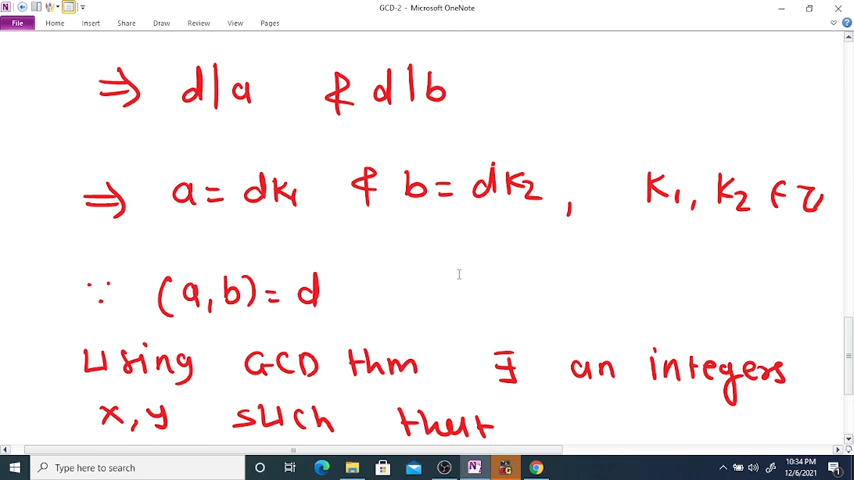 GCD-2 - Microsoft OneNote
File Home Insert Share Draw History Review View Pages
⇒ d|a & d|b
⇒ a = dk₁ & b = dk₂, k₁, k₂ ∈ Z
∵ (a, b) = d
Using GCD thm ∃ an integers
x, y such that
Type here to search
10:34 PM
12/6/2021